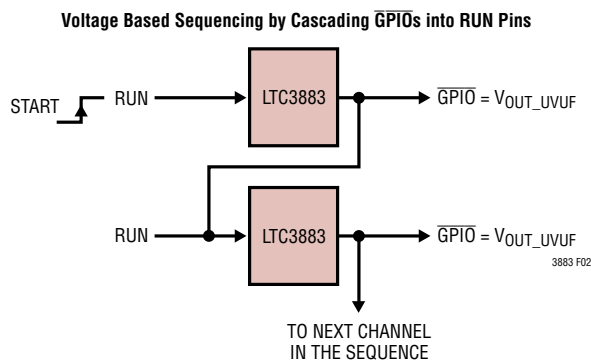 Voltage Based Sequencing by Cascading GPIOs into RUN Pins
START
RUN
LTC3883
GPIO = VOUT_UVUF
RUN
LTC3883
GPIO = VOUT_UVUF
3883 F02
TO NEXT CHANNEL
IN THE SEQUENCE